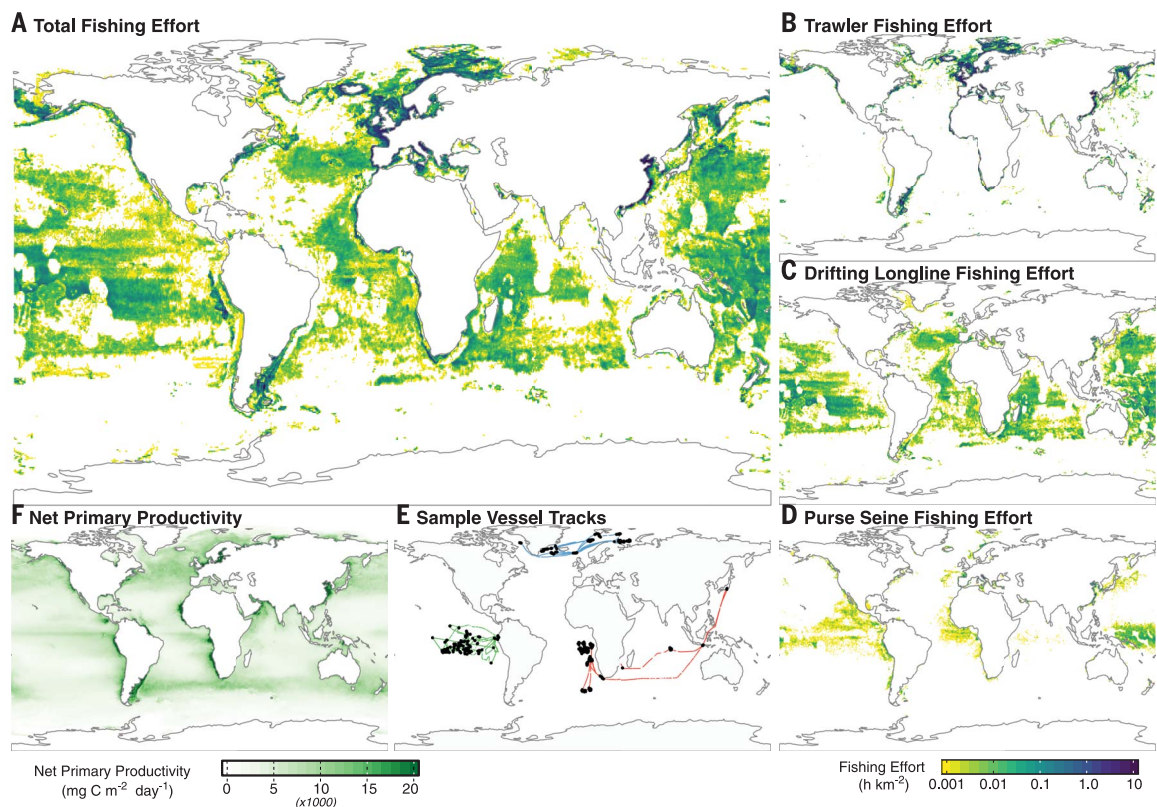 A Total Fishing Effort
B Trawler Fishing Effort
C Drifting Longline Fishing Effort
F Net Primary Productivity
E Sample Vessel Tracks
D Purse Seine Fishing Effort
Net Primary Productivity
(mg C m⁻² day⁻¹)
0 5 10 15 20
(x1000)
Fishing Effort
(h km⁻²)
0.001 0.01 0.1 1.0 10